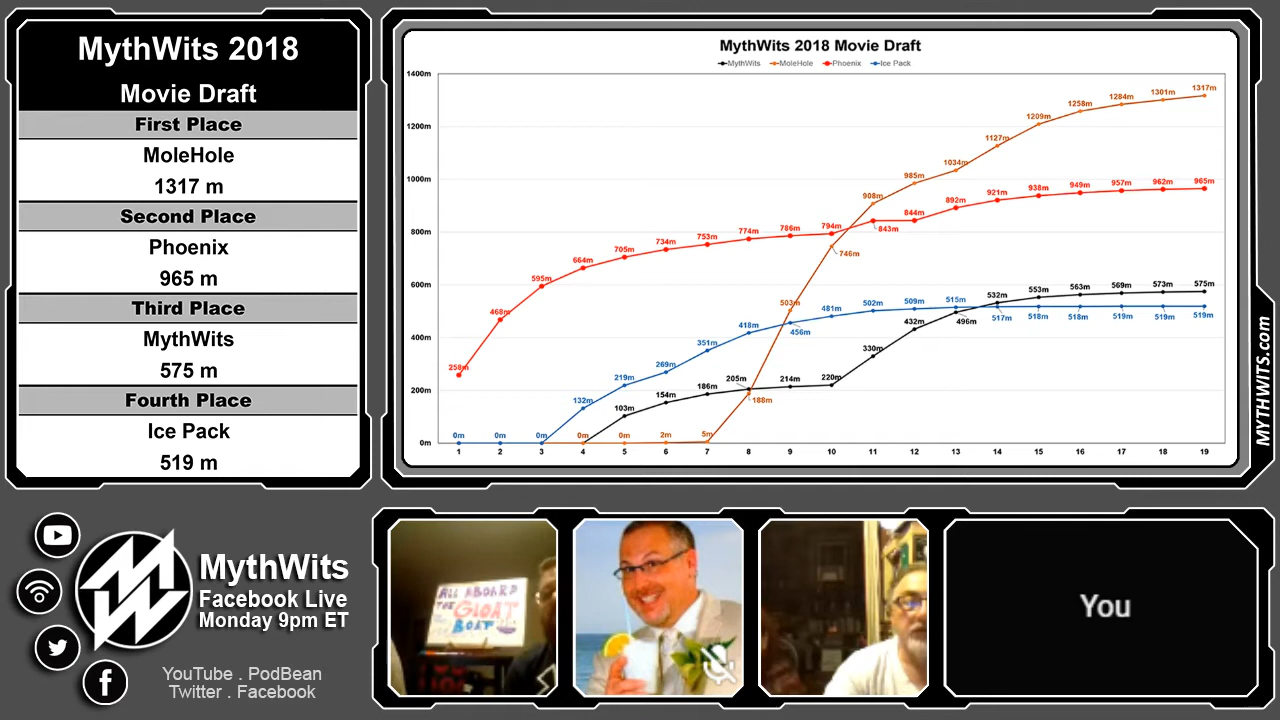 MythWits 2018
Movie Draft
First Place
MoleHole
1317 m
Second Place
Phoenix
965 m
Third Place
MythWits
575 m
Fourth Place
Ice Pack
519 m
MythWits 2018 Movie Draft
MythWits MoleHole Phoenix Ice Pack
1400m
1200m
1000m
800m
600m
400m
200m
0m
258m 468m 595m 664m 705m 734m 753m 774m 786m 794m 843m 844m 892m 921m 938m 949m 957m 962m 965m
0m 0m 2m 5m 188m 503m 746m 908m 985m 1034m 1127m 1209m 1258m 1284m 1301m 1317m
0m 0m 0m 132m 219m 269m 351m 418m 456m 481m 502m 509m 515m 517m 518m 518m 519m 519m 519m
103m 154m 186m 205m 214m 220m 330m 432m 496m 532m 553m 563m 569m 573m 575m
1 2 3 4 5 6 7 8 9 10 11 12 13 14 15 16 17 18 19
MYTHWITS.com
MythWits
Facebook Live
Monday 9pm ET
YouTube . PodBean
Twitter . Facebook
ALL ABOARD
THE GLOAT
BOAT
You